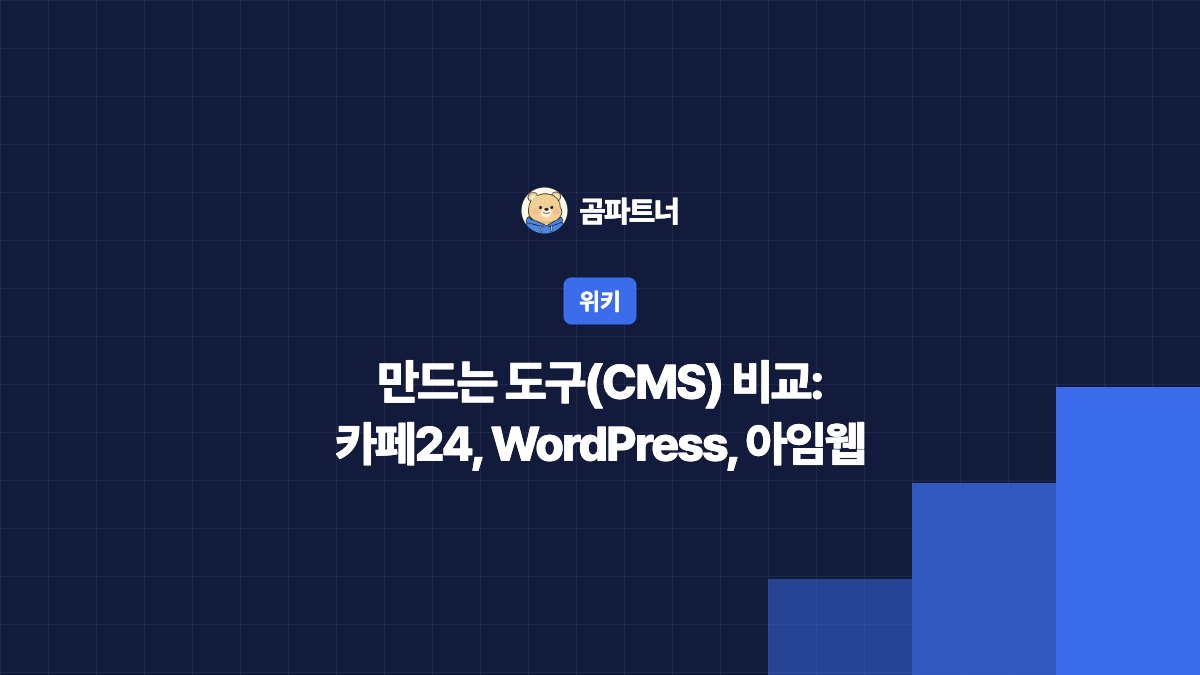 곰파트너
위키
만드는 도구(CMS) 비교:
카페24, WordPress, 아임웹